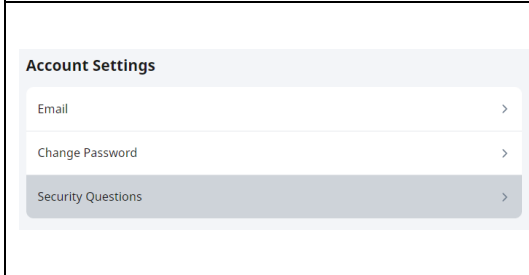 Account Settings
Email
Change Password
Security Questions